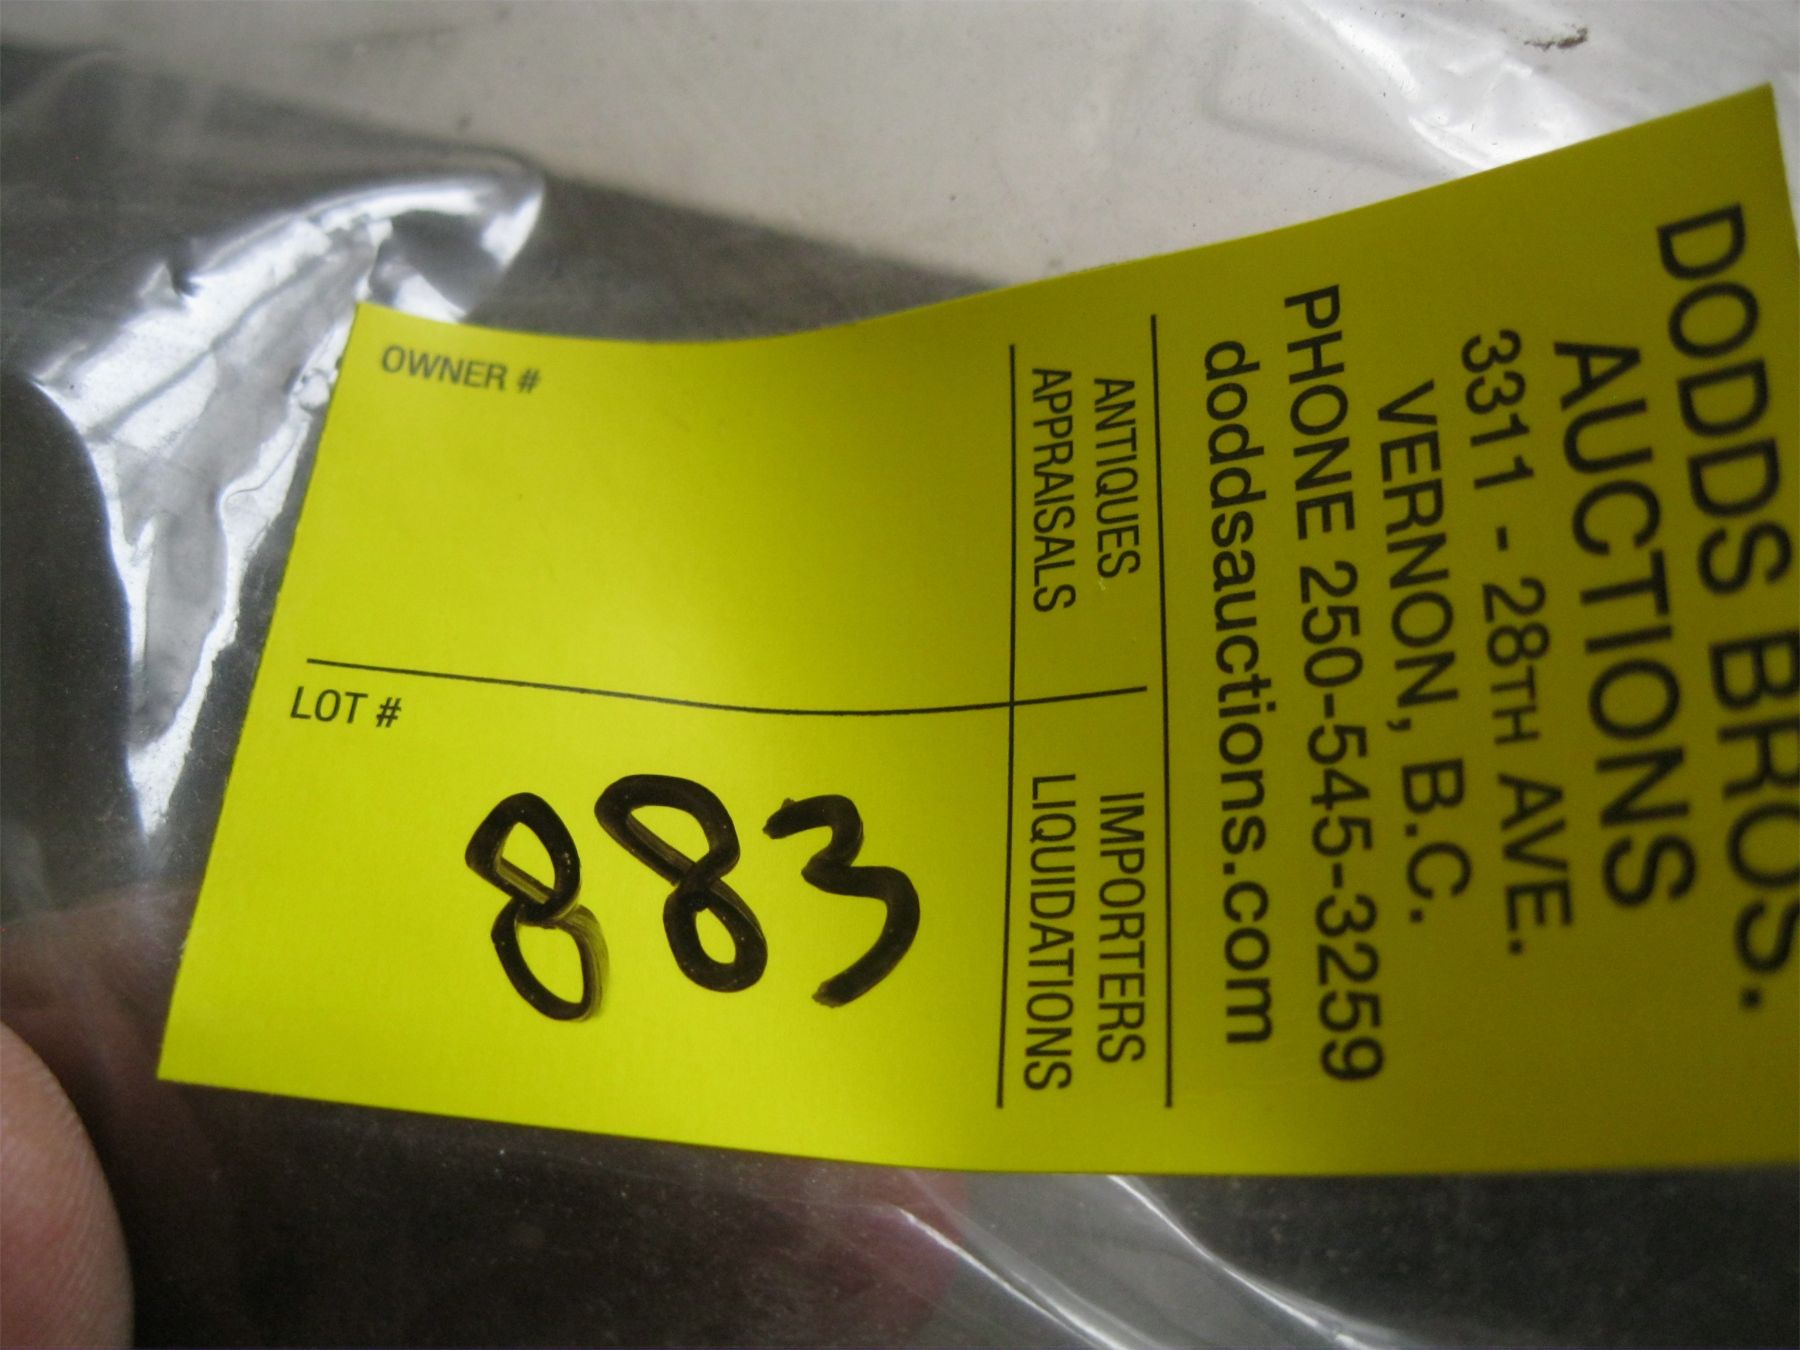 DODDS BROS.
AUCTIONS
3311 - 28TH AVE.
VERNON, B.C.
PHONE 250-545-3259
doddsauctions.com
ANTIQUES
APPRAISALS
IMPORTERS
LIQUIDATIONS
OWNER #
LOT #
883